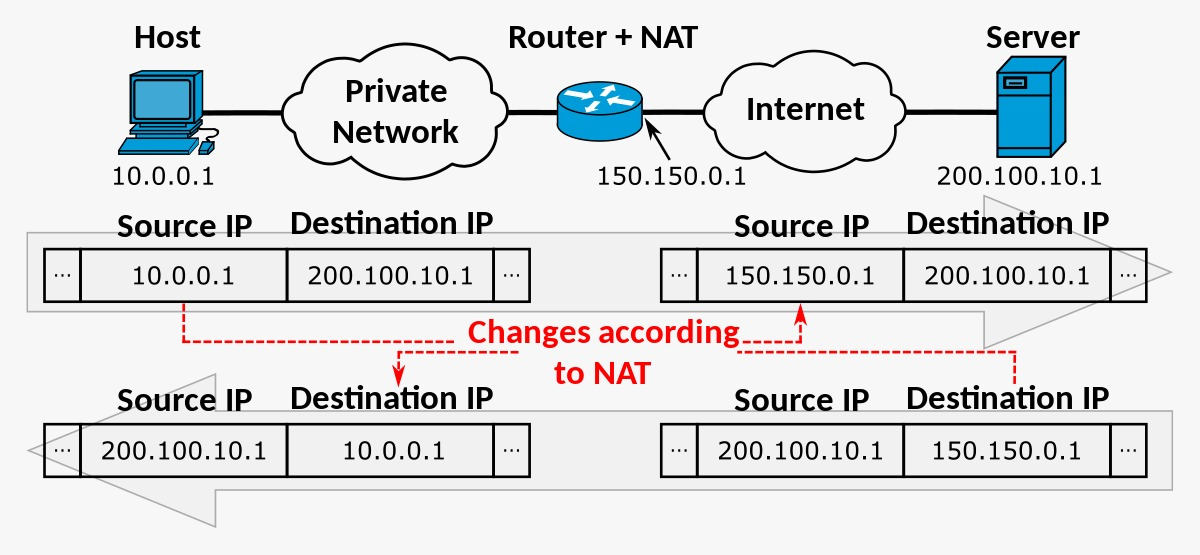 Host
Router + NAT
Server
Private
Network
Internet
10.0.0.1
150.150.0.1
200.100.10.1
Source IP Destination IP Source IP Destination IP
... 10.0.0.1 200.100.10.1 ... ... 150.150.0.1 200.100.10.1 ...
Changes according
to NAT
Source IP Destination IP Source IP Destination IP
... 200.100.10.1 10.0.0.1 ... ... 200.100.10.1 150.150.0.1 ...